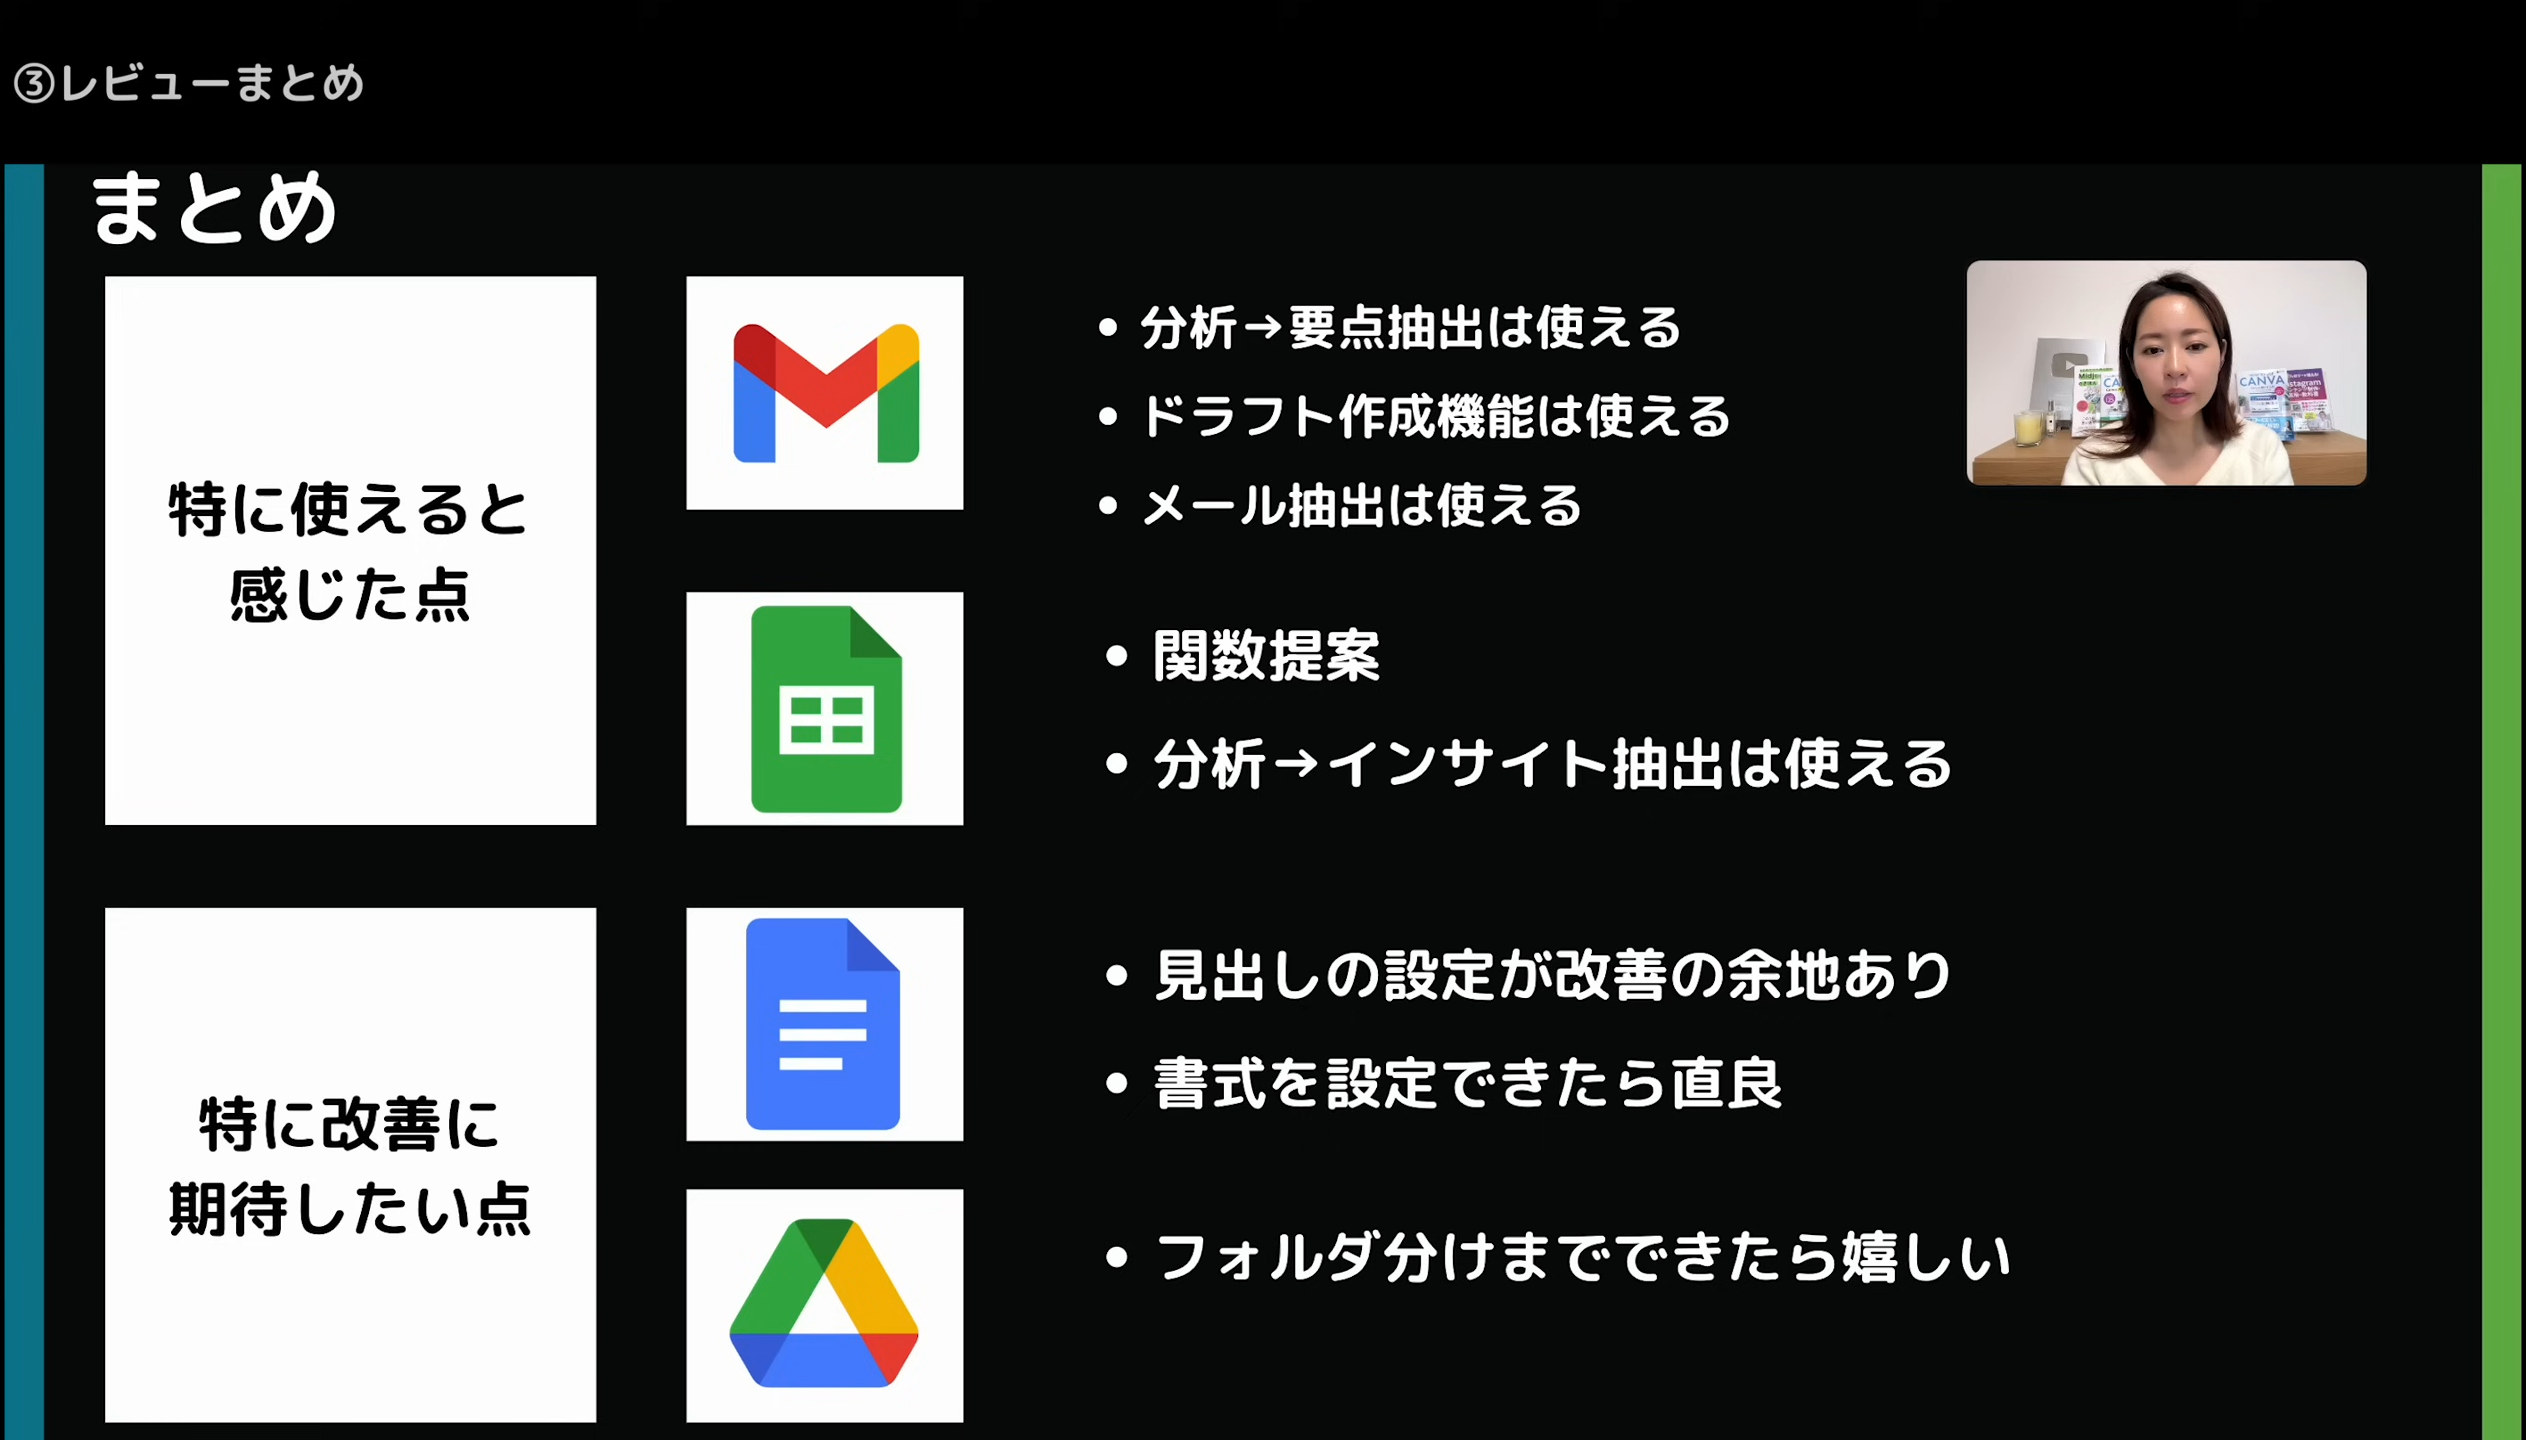 ③レビューまとめ
まとめ
特に使えると
感じた点
• 分析→要点抽出は使える
• ドラフト作成機能は使える
• メール抽出は使える
• 関数提案
• 分析→インサイト抽出は使える
特に改善に
期待したい点
• 見出しの設定が改善の余地あり
• 書式を設定できたら直良
• フォルダ分けまでできたら嬉しい
CANVA